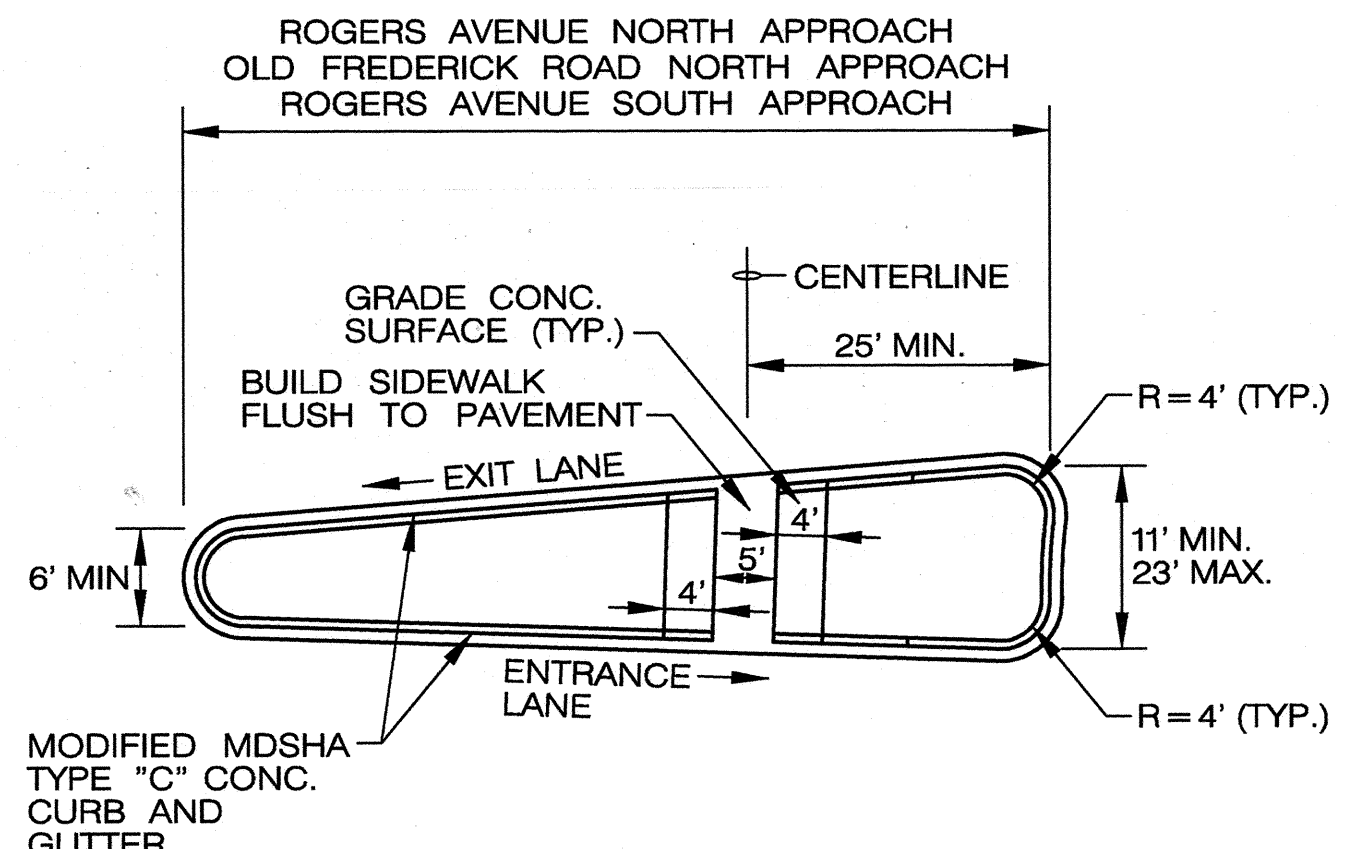 ROGERS AVENUE NORTH APPROACH
OLD FREDERICK ROAD NORTH APPROACH
ROGERS AVENUE SOUTH APPROACH
CENTERLINE
GRADE CONC.
SURFACE (TYP.)
25' MIN.
BUILD SIDEWALK
FLUSH TO PAVEMENT
R = 4' (TYP.)
EXIT LANE
4'
11' MIN.
23' MAX.
5'
6' MIN
4'
ENTRANCE
LANE
R = 4' (TYP.)
MODIFIED MDSHA
TYPE "C" CONC.
CURB AND
GUTTER